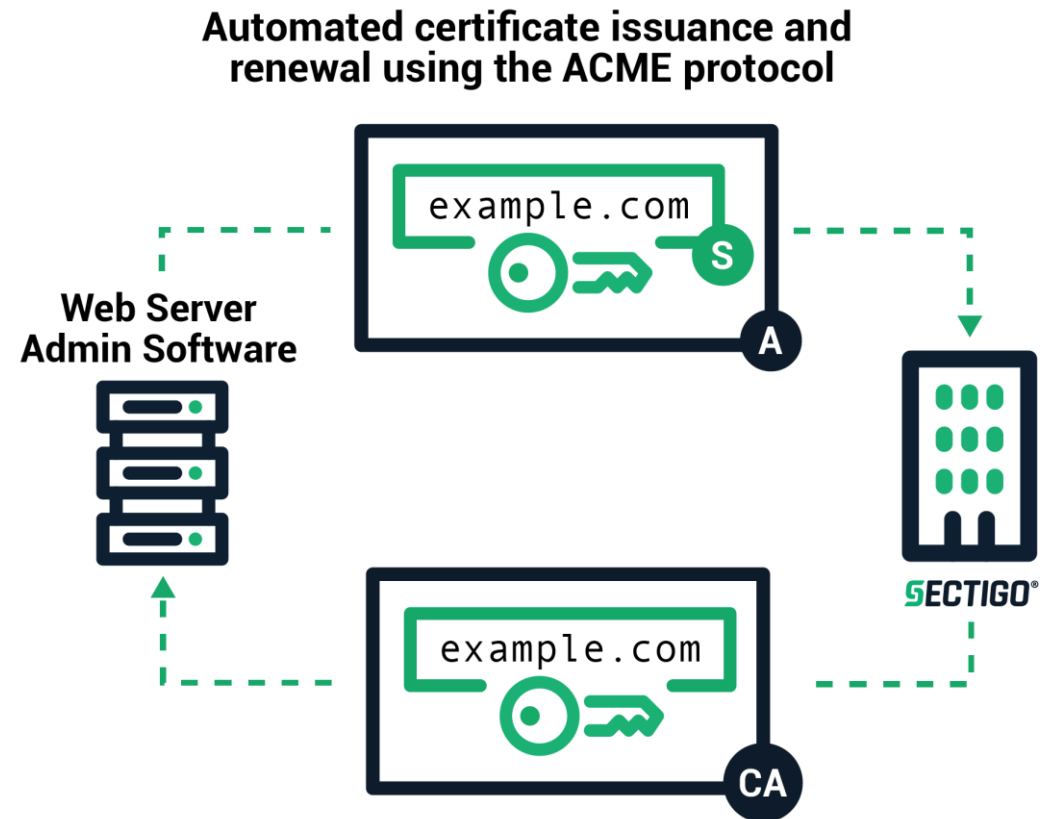 Automated certificate issuance and
renewal using the ACME protocol
example.com
S
A
Web Server
Admin Software
SECTIGO®
example.com
CA